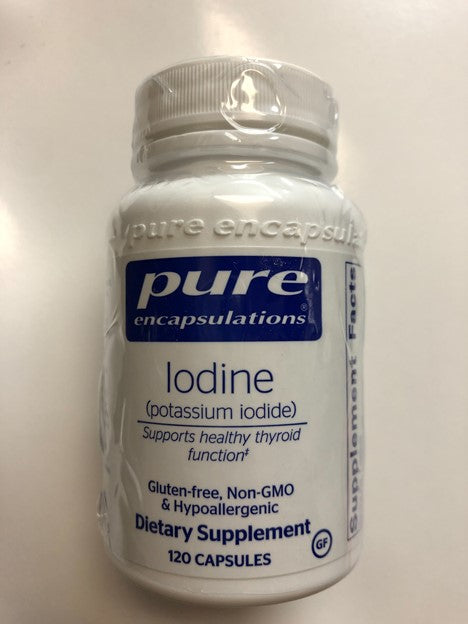 pure encapsul
pure
encapsulations®
Iodine
(potassium iodide)
Supports healthy thyroid
function‡
Gluten-free, Non-GMO
& Hypoallergenic
Dietary Supplement
120 CAPSULES
GF
Supplement Facts